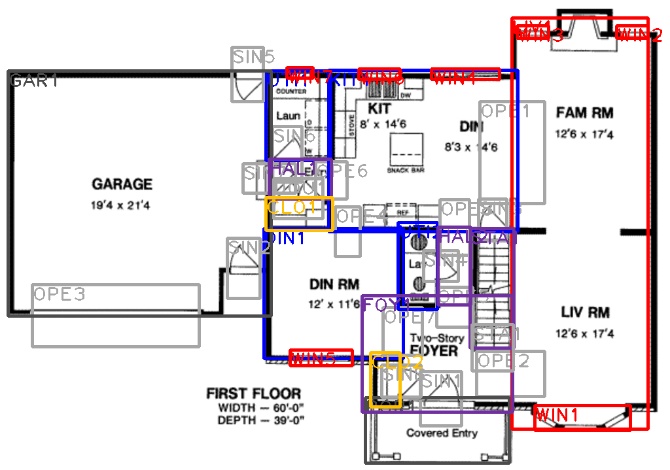 LIV1
WIN3
WIN2
SIN5
GAR1
WIN7
KIT1
WIN6
WIN4
COUNTER
DW
Laun
STOVE
KIT
8' x 14'6
OPE1
FAM RM
12'6 x 17'4
DIN
8'3 x 14'6
SIN6
HAL1
OPE6
SNACK BAR
GARAGE
19'4 x 21'4
CLO1
REF
OPE4
DIN1
SIN2
HAL2
STA1
SIN4
DIN RM
12' x 11'6
OPE3
FOY1
OPE7
LIV RM
12'6 x 17'4
Two-Story
FOYER
STA1
WIN5
OPE2
SIN1
FIRST FLOOR
WIDTH — 60'-0"
DEPTH — 39'-0"
WIN1
Covered Entry